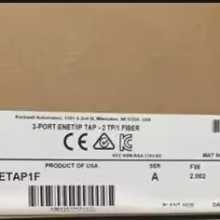 Rockwell Automation, 1201 S 2nd St, Milwaukee, WI 53204, USA
3-PORT ENET/IP TAP - 2 TP/1 FIBER
CE
PRODUCT OF USA
SER
FW
ETAP1F
A
2.002